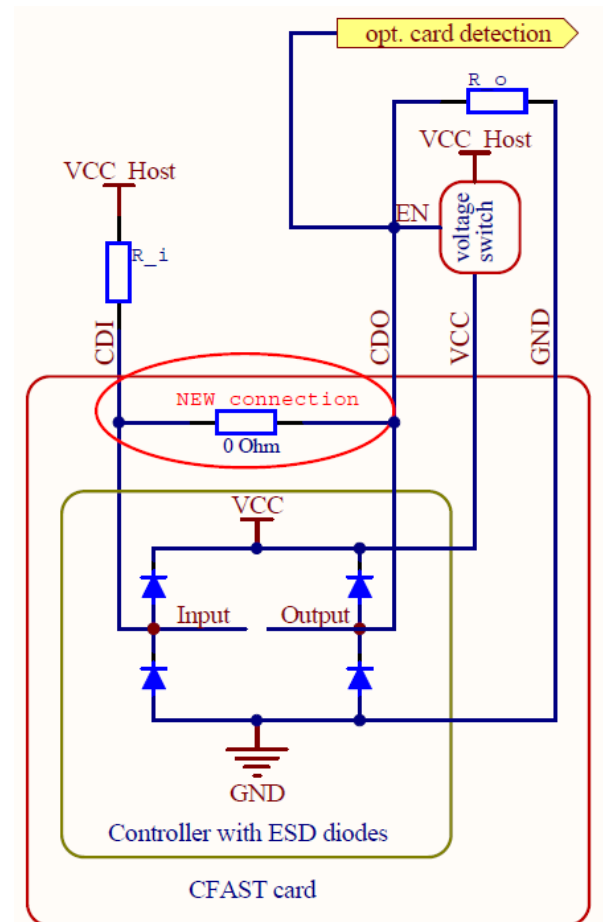 opt. card detection
R_o
VCC_Host
VCC_Host
EN
voltage
switch
R_i
CDI
CDO
VCC
GND
NEW connection
0 Ohm
VCC
Input
Output
GND
Controller with ESD diodes
CFAST card